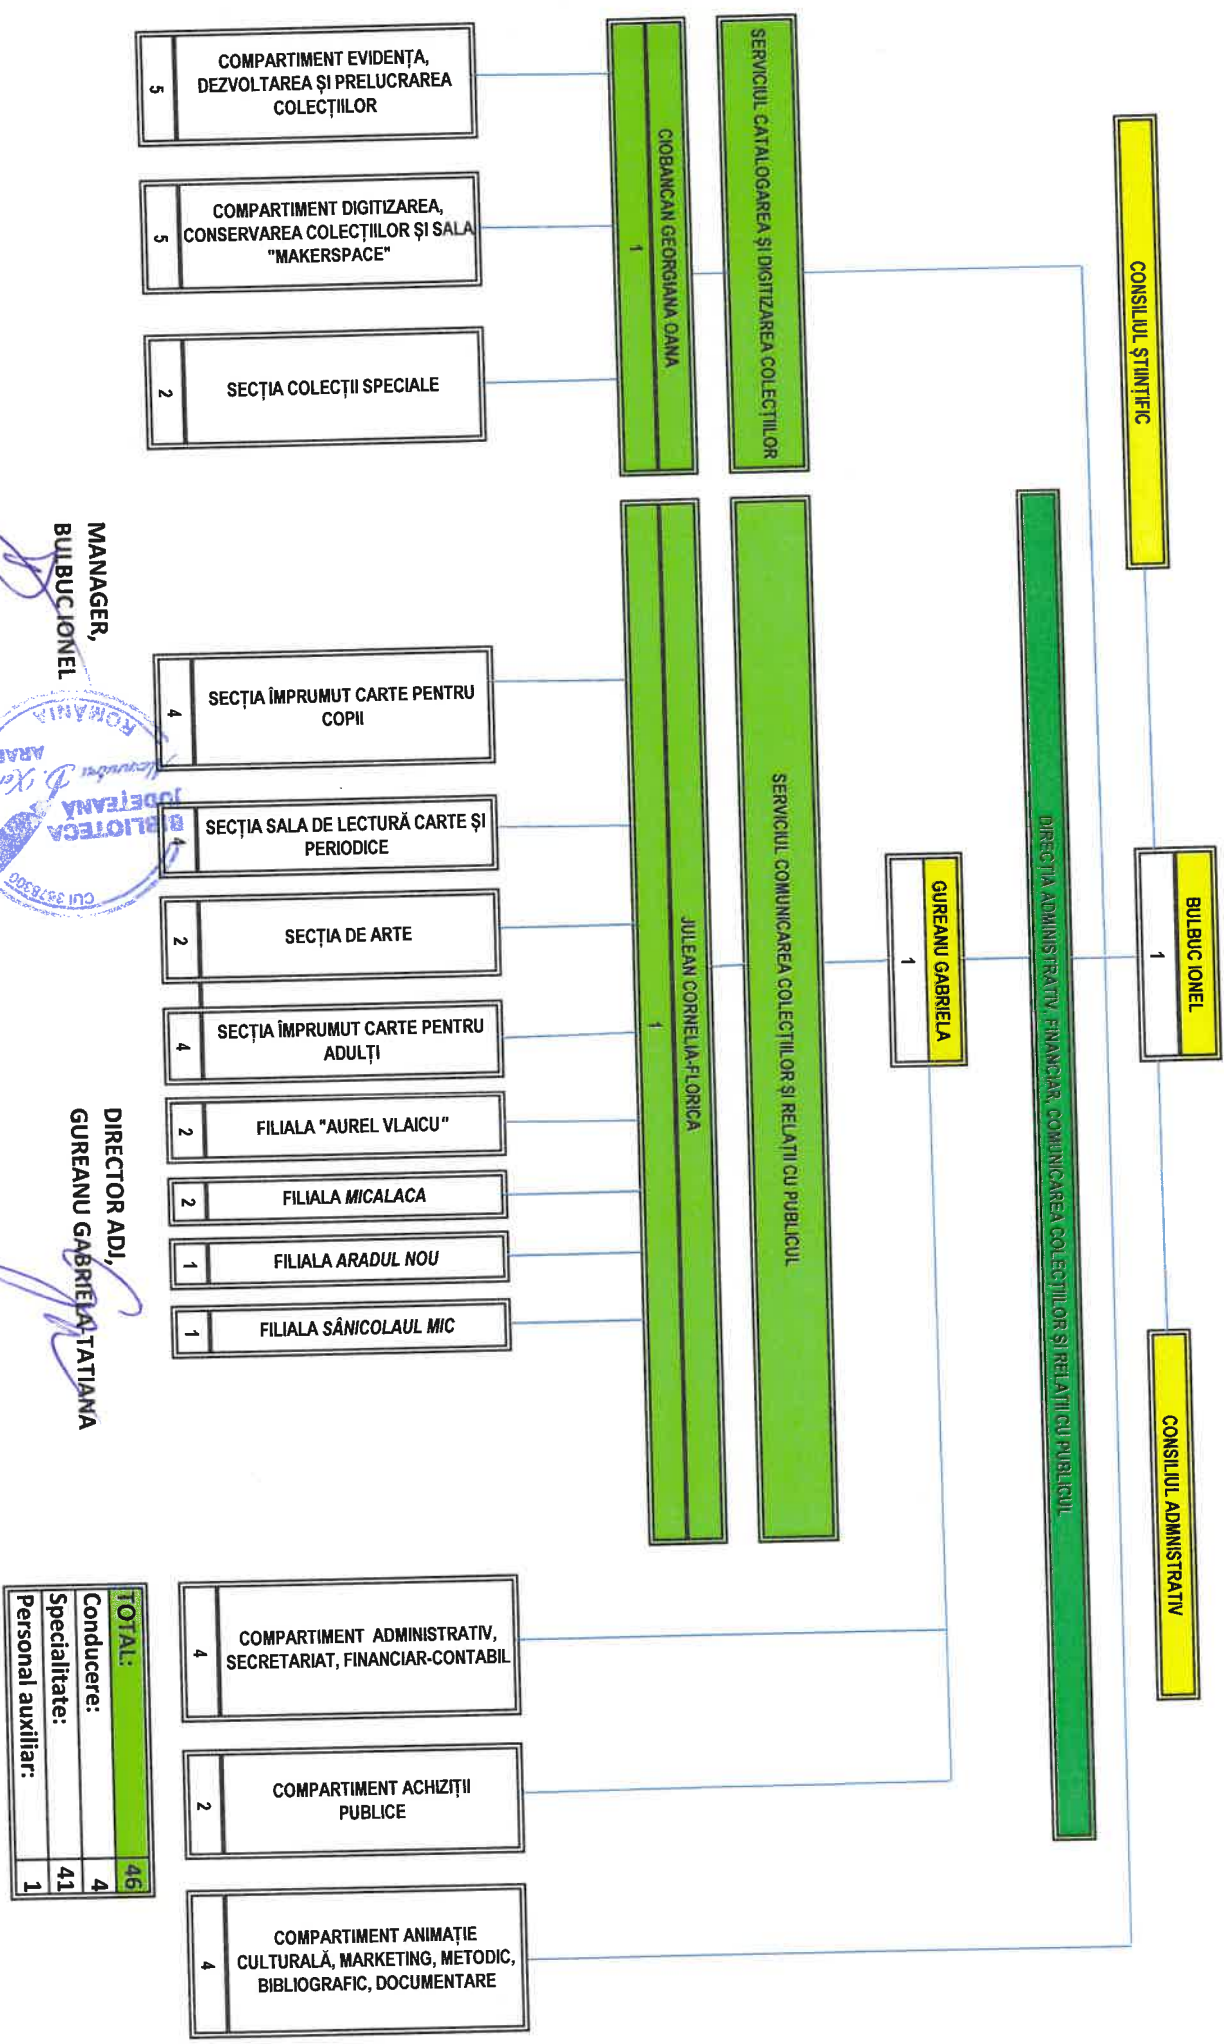 CONSILIUL ȘTIINȚIFIC
BULBUC IONEL
1
CONSILIUL ADMNISTRATIV
DIRECȚIA ADMINISTRATIV, FINANCIAR, COMUNICAREA COLECȚIILOR ȘI RELAȚII CU PUBLICUL
GUREANU GABRIELA
1
SERVICIUL CATALOGAREA ȘI DIGITIZAREA COLECȚIILOR
CIOBANCAN GEORGIANA OANA
1
SERVICIUL COMUNICAREA COLECȚIILOR ȘI RELAȚII CU PUBLICUL
JULEAN CORNELIA-FLORICA
1
COMPARTIMENT EVIDENȚA,
DEZVOLTAREA ȘI PRELUCRAREA
COLECȚIILOR
5
COMPARTIMENT DIGITIZAREA,
CONSERVAREA COLECȚIILOR ȘI SALA
"MAKERSPACE"
5
SECȚIA COLECȚII SPECIALE
2
SECȚIA ÎMPRUMUT CARTE PENTRU
COPII
4
SECȚIA SALA DE LECTURĂ CARTE ȘI
PERIODICE
4
SECȚIA DE ARTE
2
SECȚIA ÎMPRUMUT CARTE PENTRU
ADULȚI
4
FILIALA "AUREL VLAICU"
2
FILIALA MICALACA
2
FILIALA ARADUL NOU
1
FILIALA SÂNICOLAUL MIC
1
COMPARTIMENT ADMINISTRATIV,
SECRETARIAT, FINANCIAR-CONTABIL
4
COMPARTIMENT ACHIZIȚII
PUBLICE
2
COMPARTIMENT ANIMAȚIE
CULTURALĂ, MARKETING, METODIC,
BIBLIOGRAFIC, DOCUMENTARE
4
MANAGER,
BULBUC IONEL
ROMÂNIA
BIBLIOTECA
JUDEȚEANĂ
D.
CUI 3678300
DIRECTOR ADJ,
GUREANU GABRIELA TATIANA
TOTAL: 46
Conducere: 4
Specialitate: 41
Personal auxiliar: 1